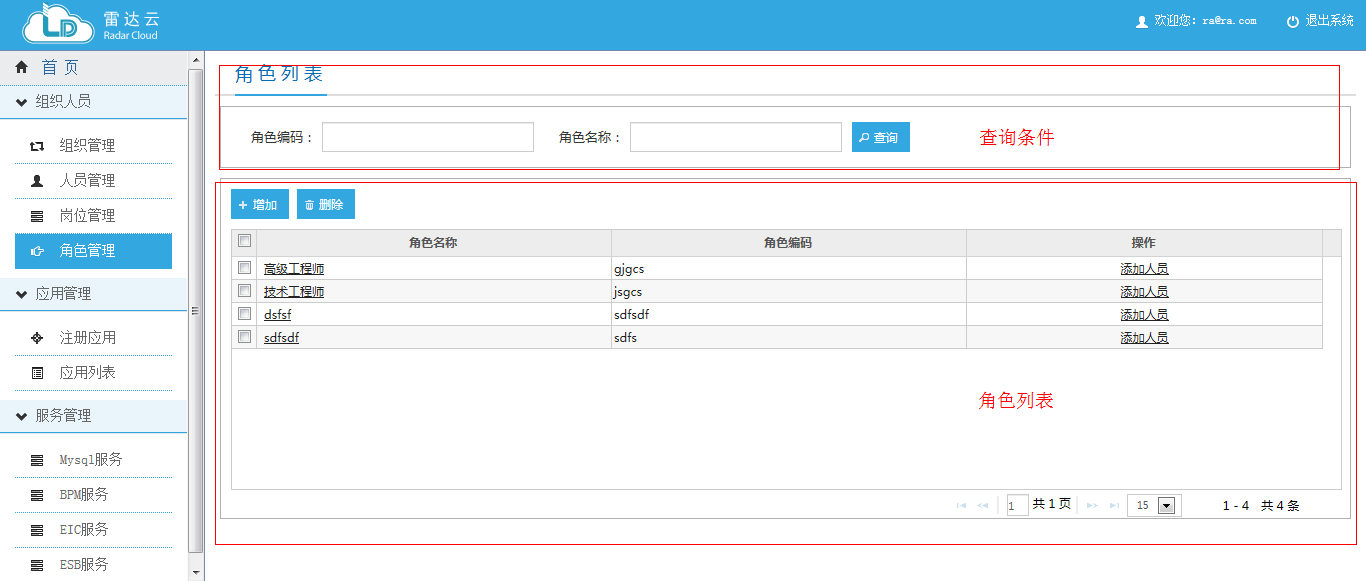 雷达云
Radar Cloud
欢迎您: ra@ra.com
退出系统
首 页
组织人员
组织管理
人员管理
岗位管理
角色管理
应用管理
注册应用
应用列表
服务管理
Mysql服务
BPM服务
EIC服务
ESB服务
角色列表
角色编码：
角色名称：
查询
查询条件
增加 删除
角色名称 角色编码 操作
高级工程师 gjgcs 添加人员
技术工程师 jsgcs 添加人员
dsfsf sdfsdf 添加人员
sdfsdf sdfs 添加人员
角色列表
1 共 1 页 15 1 - 4 共 4 条